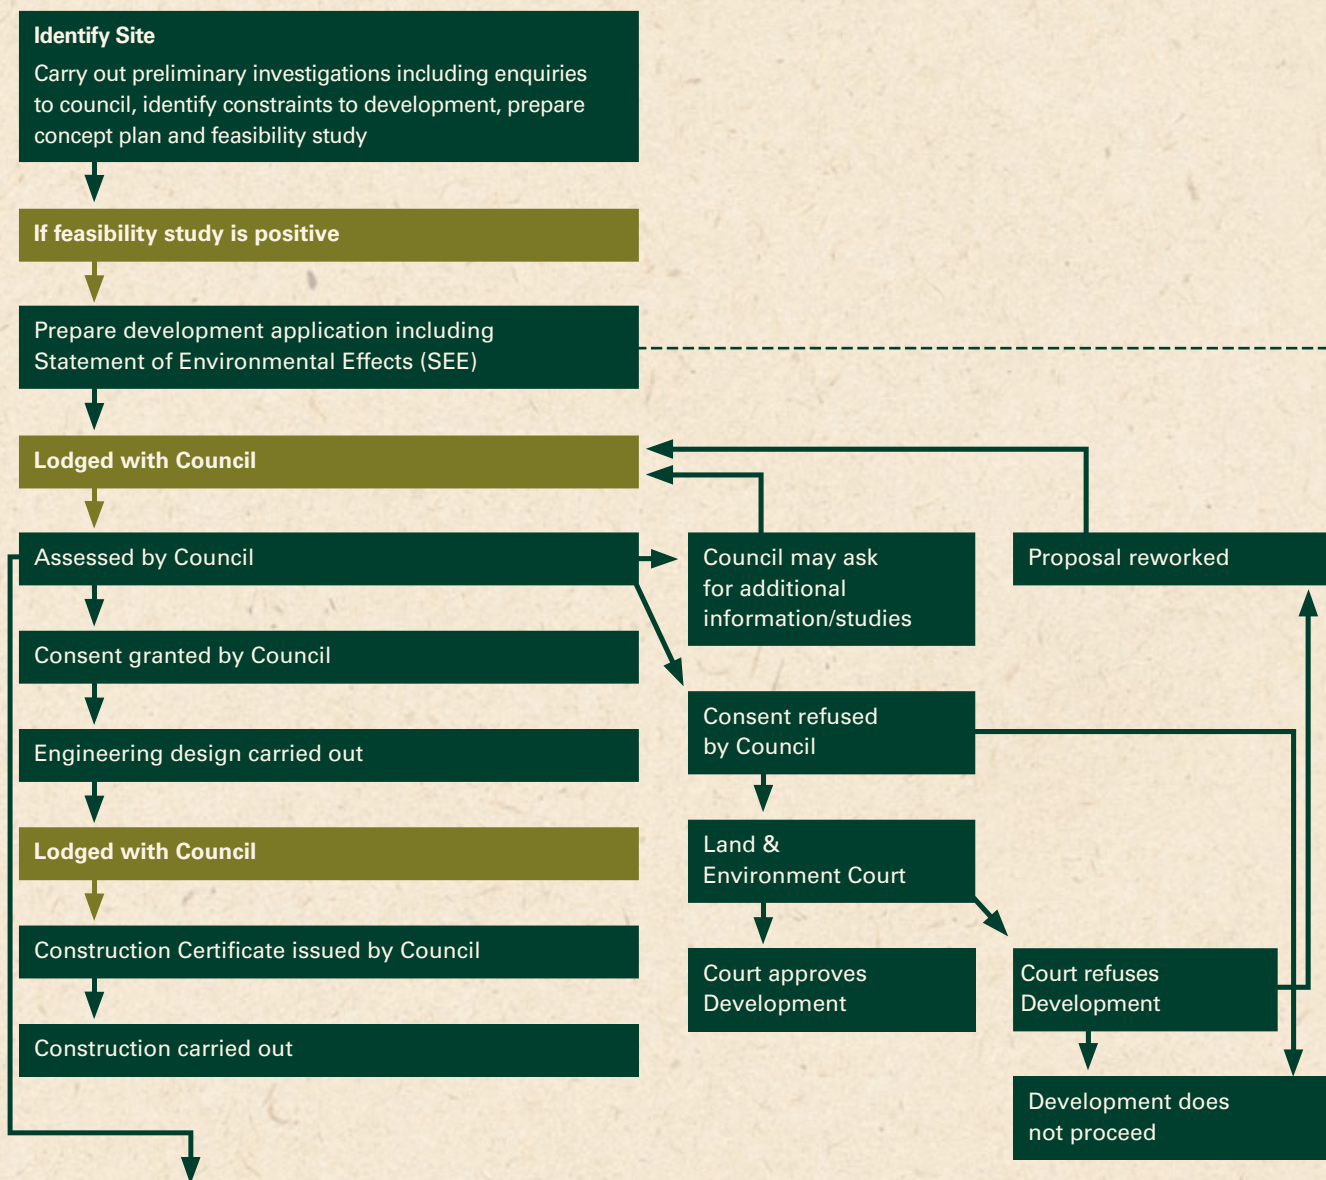 Identify Site
Carry out preliminary investigations including enquiries
to council, identify constraints to development, prepare
concept plan and feasibility study
If feasibility study is positive
Prepare development application including
Statement of Environmental Effects (SEE)
Lodged with Council
Assessed by Council
Council may ask
for additional
information/studies
Proposal reworked
Consent granted by Council
Consent refused
by Council
Engineering design carried out
Lodged with Council
Land &
Environment Court
Construction Certificate issued by Council
Court approves
Development
Court refuses
Development
Construction carried out
Development does
not proceed